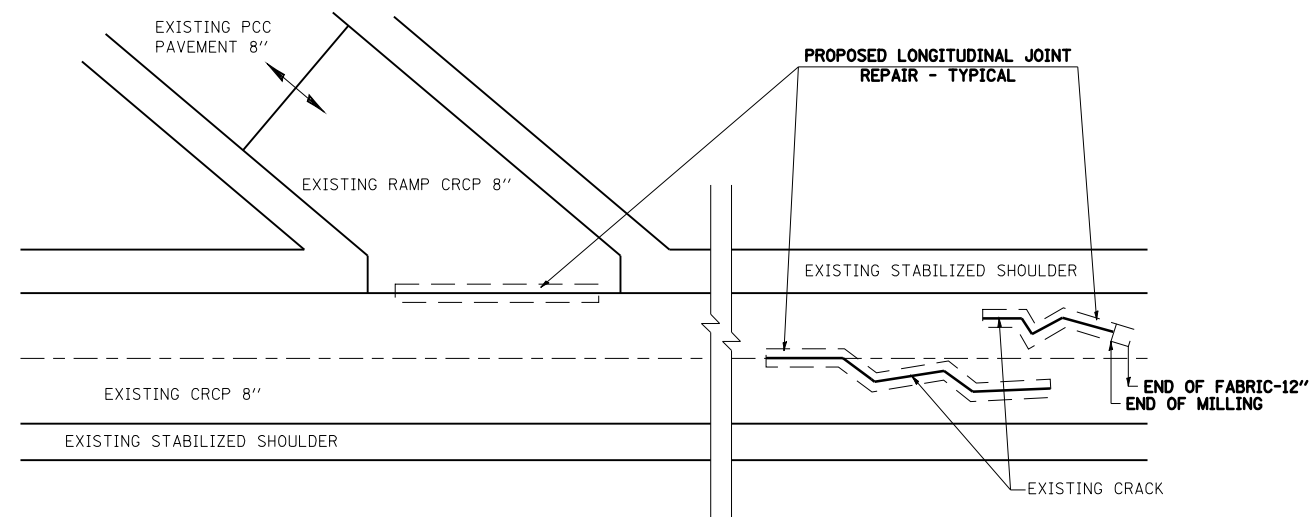 EXISTING PCC
PAVEMENT 8''
PROPOSED LONGITUDINAL JOINT
REPAIR - TYPICAL
EXISTING RAMP CRCP 8''
EXISTING STABILIZED SHOULDER
EXISTING CRCP 8''
END OF FABRIC-12''
END OF MILLING
EXISTING STABILIZED SHOULDER
EXISTING CRACK